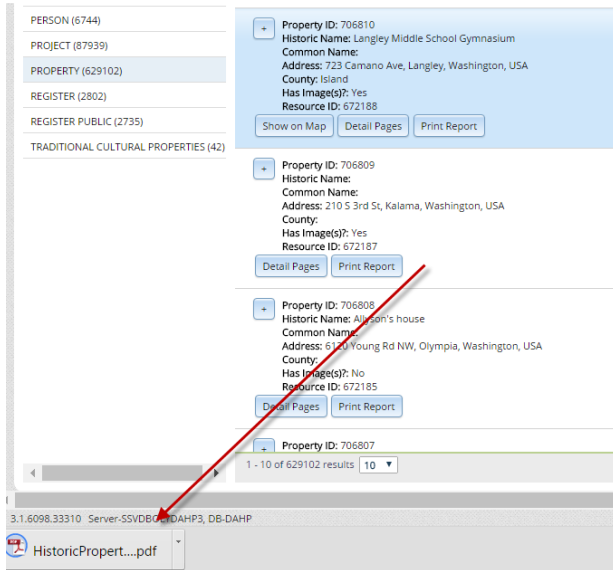 PERSON (6744)
PROJECT (87939)
PROPERTY (629102)
REGISTER (2802)
REGISTER PUBLIC (2735)
TRADITIONAL CULTURAL PROPERTIES (42)
+
Property ID: 706810
Historic Name: Langley Middle School Gymnasium
Common Name:
Address: 723 Camano Ave, Langley, Washington, USA
County: Island
Has Image(s)?: Yes
Resource ID: 672188
Show on Map Detail Pages Print Report
+
Property ID: 706809
Historic Name:
Common Name:
Address: 210 S 3rd St, Kalama, Washington, USA
County:
Has Image(s)?: Yes
Resource ID: 672187
Detail Pages Print Report
+
Property ID: 706808
Historic Name: Allyson's house
Common Name:
Address: 6120 Young Rd NW, Olympia, Washington, USA
County:
Has Image(s)?: No
Resource ID: 672185
Detail Pages Print Report
+
Property ID: 706807
1 - 10 of 629102 results 10
3.1.6098.33310 DB-DAHP
HistoricPropert....pdf